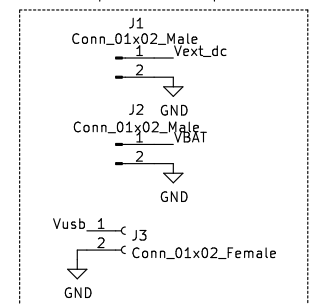 J1
Conn_01x02_Male
1 Vext_dc
2
GND
J2
Conn_01x02_Male
1 VBAT
2
GND
Vusb 1
J3
2
Conn_01x02_Female
GND